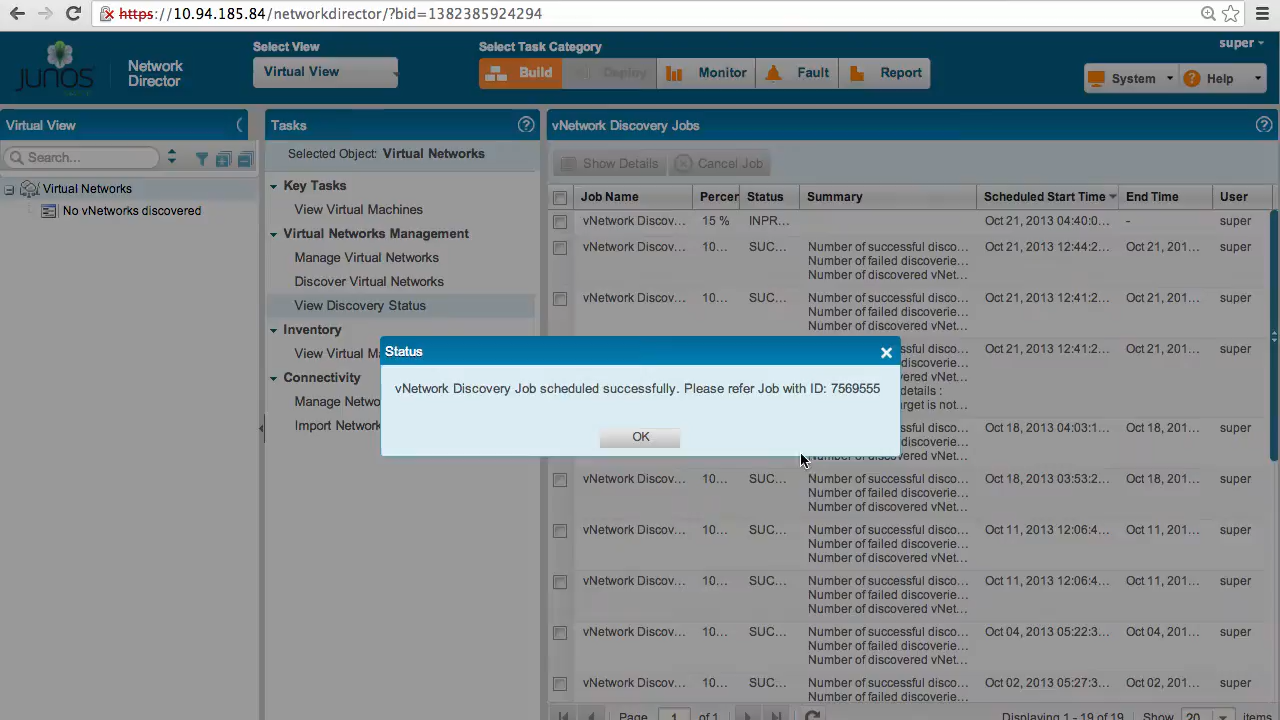 https://10.94.185.84/networkdirector/?bid=1382385924294
super
JUNOS
Network
Director
Select View
Virtual View
Select Task Category
Build
Deploy
Monitor
Fault
Report
System
Help
Virtual View
Search...
Virtual Networks
No vNetworks discovered
Tasks
Selected Object: Virtual Networks
Key Tasks
View Virtual Machines
Virtual Networks Management
Manage Virtual Networks
Discover Virtual Networks
View Discovery Status
Inventory
View Virtual M
Connectivity
Manage Netwo
Import Network
vNetwork Discovery Jobs
Show Details
Cancel Job
Job Name Percen Status Summary Scheduled Start Time End Time User
vNetwork Discov... 15 % INPR... Oct 21, 2013 04:40:0... - super
vNetwork Discov... 10... SUC... Number of successful disco... Oct 21, 2013 12:44:2... Oct 21, 201... super
Number of failed discoverie...
Number of discovered vNet...
vNetwork Discov... 10... SUC... Number of successful disco... Oct 21, 2013 12:41:2... Oct 21, 201... super
Number of failed discoverie...
Number of discovered vNet...
ssful disco... Oct 21, 2013 12:41:2... Oct 21, 201... super
discoverie...
vered vNet...
details :
rget is not...
ssful disco... Oct 18, 2013 04:03:1... Oct 18, 201... super
discoverie...
Number of discovered vNet...
vNetwork Discov... 10... SUC... Number of successful disco... Oct 18, 2013 03:53:2... Oct 18, 201... super
Number of failed discoverie...
Number of discovered vNet...
vNetwork Discov... 10... SUC... Number of successful disco... Oct 11, 2013 12:06:4... Oct 11, 201... super
Number of failed discoverie...
Number of discovered vNet...
vNetwork Discov... 10... SUC... Number of successful disco... Oct 11, 2013 12:06:4... Oct 11, 201... super
Number of failed discoverie...
Number of discovered vNet...
vNetwork Discov... 10... SUC... Number of successful disco... Oct 04, 2013 05:22:3... Oct 04, 201... super
Number of failed discoverie...
Number of discovered vNet...
vNetwork Discov... 10... SUC... Number of successful disco... Oct 02, 2013 05:27:3... Oct 02, 201... super
Number of failed discoverie...
Page 1 of 1 Displaying 1 - 19 of 19 Show 20 items
Status
vNetwork Discovery Job scheduled successfully. Please refer Job with ID: 7569555
OK